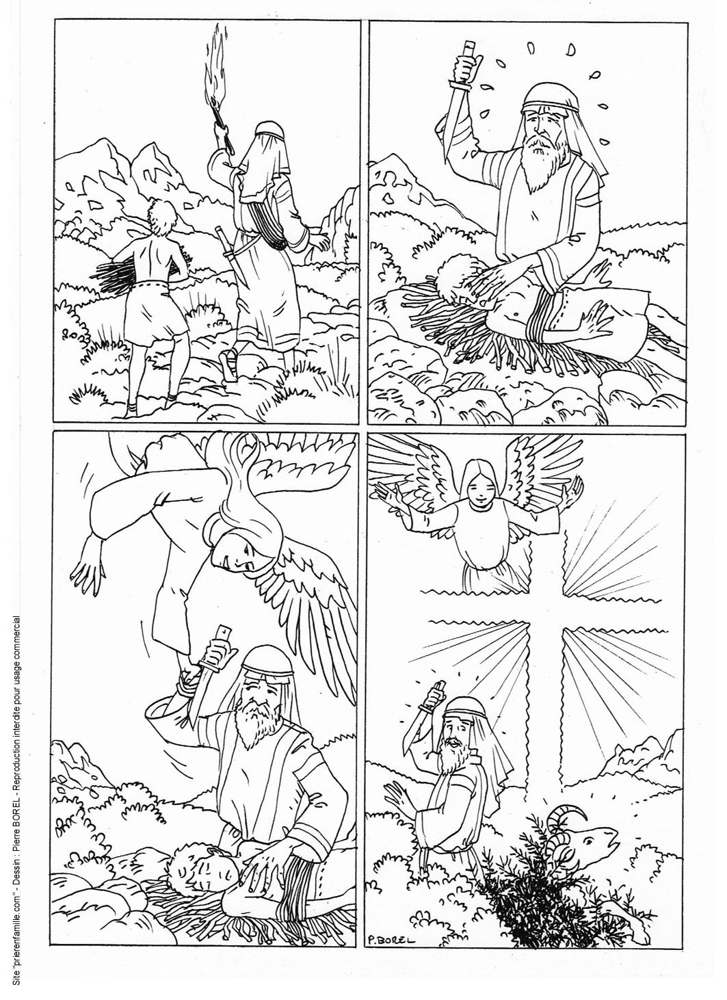 P. BOREL
Site "prierenfamille.com" - Dessin : Pierre BOREL - Reproduction interdite pour usage commercial